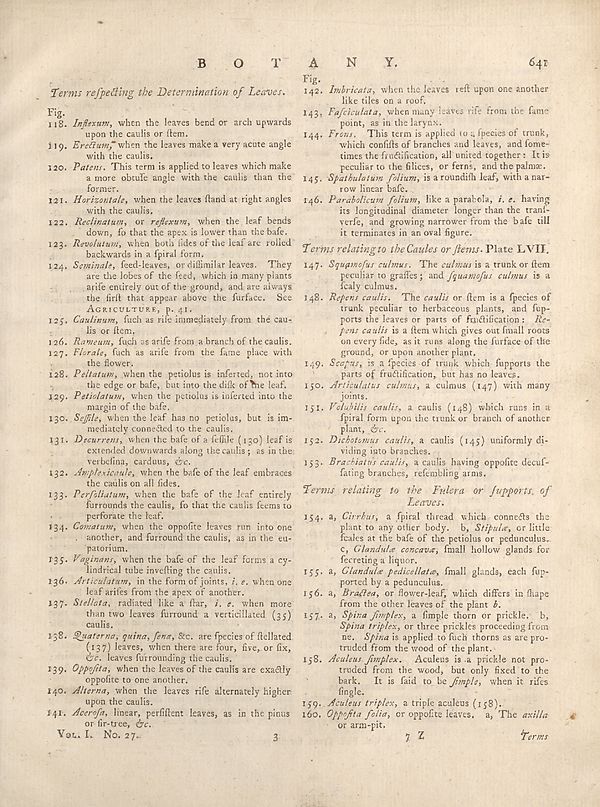 B O T A N Y. 641
Terms respecting the Determination of Leaves.
Fig.
118. Inflexum, when the leaves bend or arch upwards
upon the caulis or stem.
119. Erectum, when the leaves make a very acute angle
with the caulis.
120. Patens. This term is applied to leaves which make
a more obtuse angle with the caulis than the
former.
121. Horizontale, when the leaves stand at right angles
with the caulis.
122. Reclinatum, or reflexum, when the leaf bends
down, so that the apex is lower than the base.
123. Revolutum, when both sides of the leaf are rolled
backwards in a spiral form.
124. Seminale, seed-leaves, or dissimilar leaves. They
are the lobes of the seed, which in many plants
arise entirely out of the ground, and are always
the first that appear above the surface. See
AGRICULTURE, p. 41.
125. Caulinum, such as rise immediately from the cau-
lis or stem.
126. Rameum, such as arise from a branch of the caulis.
127. Florale, such as arise from the same place with
the flower.
128. Peltatum, when the petiolus is inserted, not into
the edge or base, but into the disk of the leaf.
129. Petiolatum, when the petiolus is inserted into the
margin of the base.
130. Sessile, when the leaf has no petiolus, but is im-
mediately connected to the caulis.
131. Decurrens, when the base of a sessile (130) leaf is
extended downwards along the caulis; as in the
verbesina, carduus, &c.
132. Amplexicaule, when the base of the leaf embraces
the caulis on all sides.
133. Perfoliatum, when the base of the leaf entirely
surrounds the caulis, so that the caulis seems to
perforate the leaf.
134. Connatum, when the opposite leaves run into one
another, and surround the caulis, as in the eu-
patorium.
135. Vaginans, when the base of the leaf forms a cy-
lindrical tube investing the caulis.
136. Articulatum, in the form of joints, i. e. when one
leaf arises from the apex of another.
137. Stellata, radiated like a star, i. e. when more
than two leaves surround a verticillated (35)
caulis.
138. Quaterna, quina, sena, &c. are species of stellated
(137) leaves, when there are four, five, or six,
&c. leaves surrounding the caulis.
139. Opposita, when the leaves of the caulis are exactly
opposite to one another.
140. Alterna, when the leaves rise alternately higher
upon the caulis.
141. Acerosa, linear, persistent leaves, as in the pinus
or fir-tree, &c.
VOL. I. No. 27. 3
Fig.
142. Imbricata, when the leaves rest upon one another
like tiles on a roof.
143. Fasciculata, when many leaves rise from the same
point, as in the larynx.
144. Frons. This term is applied to a species of trunk,
which consists of branches and leaves, and some-
times the fructification, all united together: It is
peculiar to the filices, or ferns, and the palmæ.
145. Spathulatum folium, is a roundish leaf, with a nar-
row linear base.
146. Parabolicum folium, like a parabola, i. e. having
its longitudinal diameter longer than the trans-
verse, and growing narrower from the base till
it terminates in an oval figure.
Terms relating to the Caules or stems. Plate LVII.
147. Squamosus culmus. The culmus is a trunk or stem
peculiar to grasses; and squamosus culmus is a
scaly culmus.
148. Repens caulis. The caulis or stem is a species of
trunk peculiar to herbaceous plants, and sup-
ports the leaves or parts of fructification: Re-
pens caulis is a stem which gives out small roots
on every side, as it runs along the surface of the
ground, or upon another plant.
149. Scapus, is a species of trunk which supports the
parts of fructification, but has no leaves.
150. Articulatus culmus, a culmus (147) with many
joints.
151. Volubilis caulis, a caulis (148) which runs in a
spiral form upon the trunk or branch of another
plant, &c.
152. Dichotomus caulis, a caulis (145) uniformly di-
viding into branches.
153. Brachiatus caulis, a caulis having opposite decus-
sating branches, resembling arms.
Terms relating to the Fulcra or supports, of
Leaves.
154. a, Cirrhus, a spiral thread which connects the
plant to any other body. b, Stipulæ, or little
scales at the base of the petiolus or pedunculus.
c, Glandulæ concavæ, small hollow glands for
secreting a liquor.
155. a, Glandulæ pedicellatæ, small glands, each sup-
ported by a pedunculus.
156. a, Bractea, or flower-leaf, which differs in shape
from the other leaves of the plant b.
157. a, Spina simplex, a simple thorn or prickle. b,
Spina triplex, or three prickles proceeding from
ne. Spina is applied to such thorns as are pro-
truded from the wood of the plant.
158. Aculeus simplex. Aculeus is a prickle not pro-
truded from the wood, but only fixed to the
bark. It is said to be simple, when it rises
single.
159. Aculeus triplex, a triple aculeus (158).
160. Opposita folia, or opposite leaves. a, The axilla
or arm-pit.
7 Z Terms